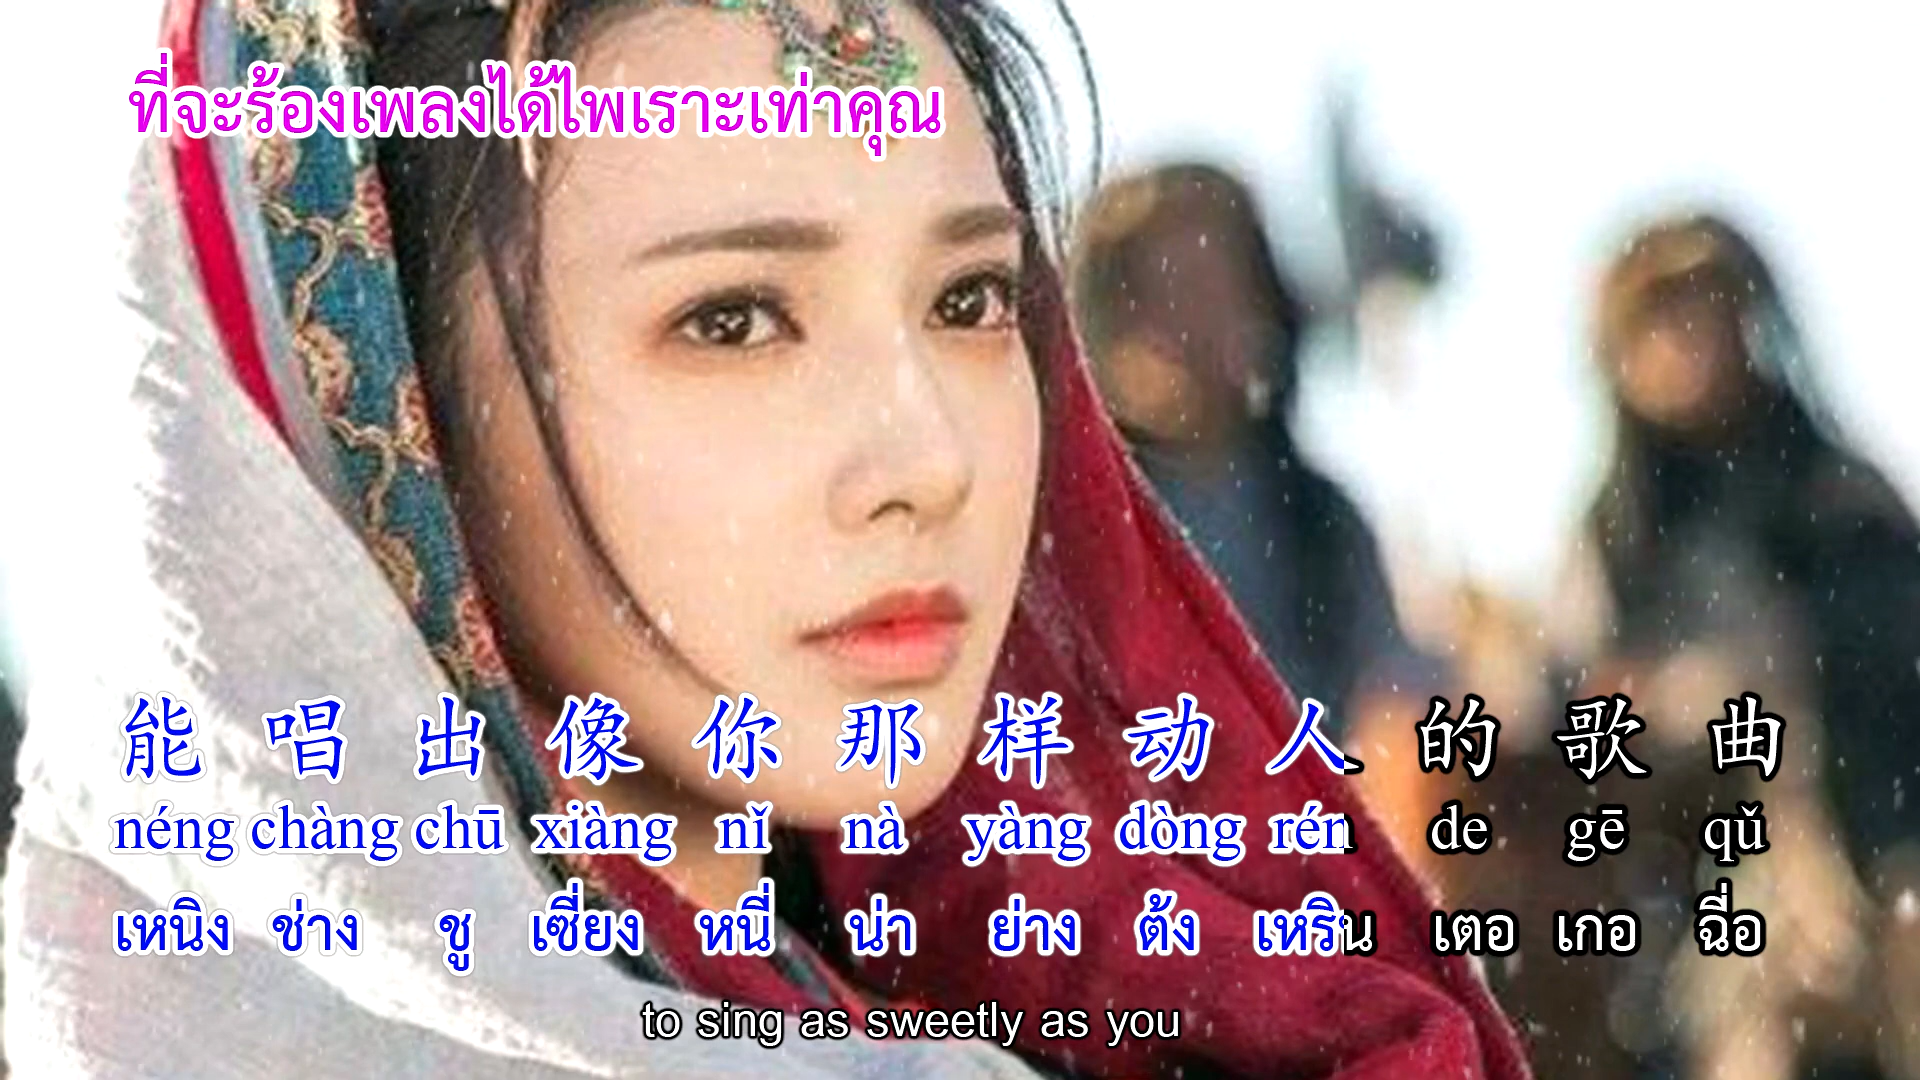 ที่จะร้องเพลงได้ไพเราะเท่าคุณ
能 唱 出 像 你 那 样 动 人 的 歌 曲
néng chàng chū xiàng nǐ nà yàng dòng rén de gē qǔ
เหนิง ช่าง ชู เซี่ยง หนี่ น่า ย่าง ต้ง เหริน เตอ เกอ ฉี่อ
to sing as sweetly as you